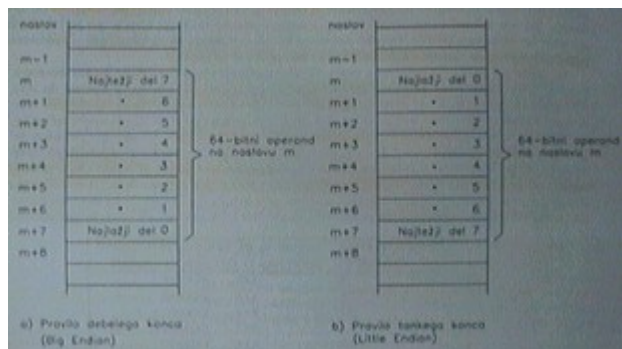 naslov
m-1
m Najtežji del 7
m+1 • 6
m+2 • 5
m+3 • 4
m+4 • 3
m+5 • 2
m+6 • 1
m+7 Najlažji del 0
m+8
64-bitni operand
na naslovu m
a) Pravilo debelega konca
(Big Endian)
naslov
m-1
m Najlažji del 0
m+1 • 1
m+2 • 2
m+3 • 3
m+4 • 4
m+5 • 5
m+6 • 6
m+7 Najtežji del 7
m+8
64-bitni operand
na naslovu m
b) Pravilo tankega konca
(Little Endian)